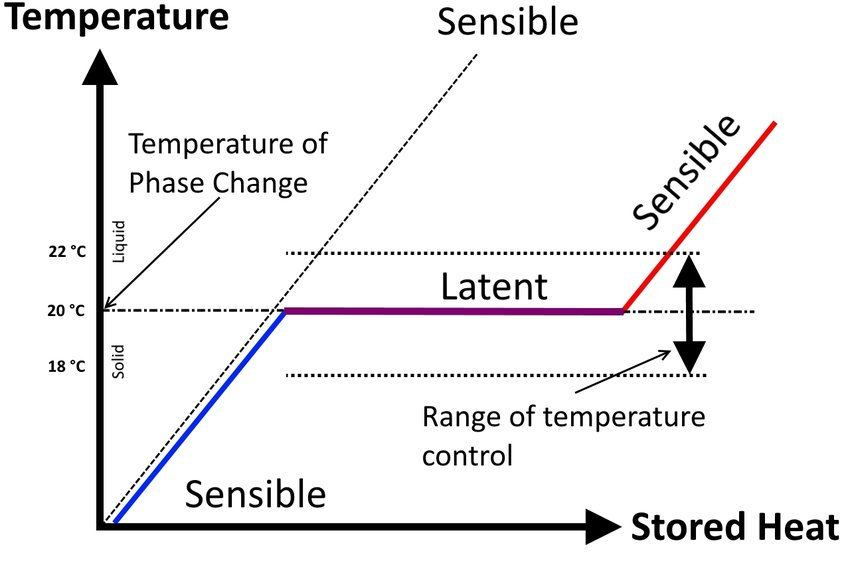 Temperature
Sensible
Temperature of
Phase Change
Sensible
Liquid
22 °C
Latent
20 °C
Solid
18 °C
Range of temperature
control
Sensible
Stored Heat